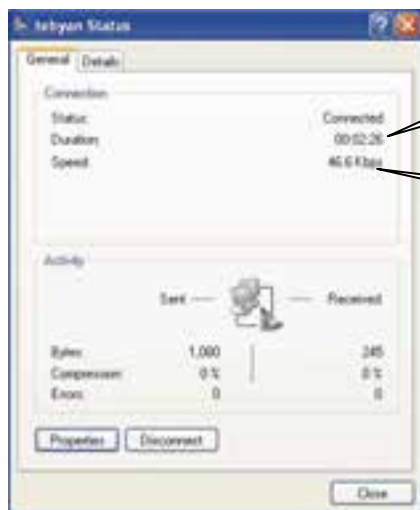 tebyan Status
General Details
Connection
Status: Connected
Duration: 00:02:26
Speed: 46.6 Kbps
Activity
Sent — — Received
Bytes: 1,080 245
Compression: 0 % 0 %
Errors: 0 0
Properties Disconnect
Close